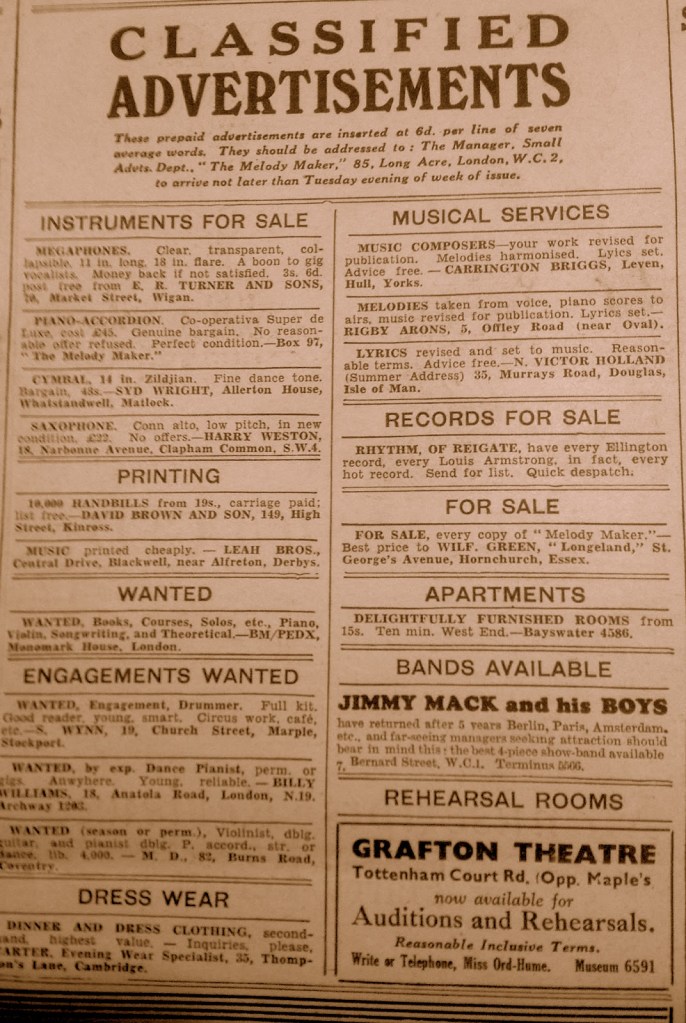 CLASSIFIED
ADVERTISEMENTS
These prepaid advertisements are inserted at 6d. per line of seven
average words. They should be addressed to: The Manager, Small
Advts. Dept., "The Melody Maker," 85, Long Acre, London, W.C.2,
to arrive not later than Tuesday evening of week of issue.
INSTRUMENTS FOR SALE
MEGAPHONES. Clear, transparent, col-
lapsible, 11 in. long, 18 in. flare. A boon to gig
vocalists. Money back if not satisfied. 3s. 6d.
post free from E. R. TURNER AND SONS,
Market Street, Wigan.
PIANO-ACCORDION. Co-operativa Super de
Luxe, cost £45. Genuine bargain. No reason-
able offer refused. Perfect condition.—Box 97,
"The Melody Maker."
CYMBAL, 14 in. Zildjian. Fine dance tone.
Bargain, 43s.—SYD WRIGHT, Allerton House,
Whatstandwell, Matlock.
SAXOPHONE. Conn alto, low pitch, in new
condition, £22. No offers.—HARRY WESTON,
18, Narbonne Avenue, Clapham Common, S.W.4.
PRINTING
10,000 HANDBILLS from 19s., carriage paid;
list free.—DAVID BROWN AND SON, 149, High
Street, Kinross.
MUSIC printed cheaply. — LEAH BROS.,
Central Drive, Blackwell, near Alfreton, Derbys.
WANTED
WANTED, Books, Courses, Solos, etc., Piano,
Violin, Songwriting, and Theoretical.—BM/PEDX,
Monomark House, London.
ENGAGEMENTS WANTED
WANTED, Engagement, Drummer. Full kit.
Good reader, young, smart. Circus work, café,
etc.—S. WYNN, 19, Church Street, Marple,
Stockport.
WANTED, by exp. Dance Pianist, perm. or
gigs. Anywhere. Young, reliable. — BILLY
WILLIAMS, 18, Anatola Road, London, N.19.
Archway 1203.
WANTED (season or perm.), Violinist, dblg.
guitar, and pianist dblg. P. accord., str. or
dance, lib. 4,000. — M. D., 82, Burns Road,
Coventry.
DRESS WEAR
DINNER AND DRESS CLOTHING, second-
hand, highest value. — Inquiries, please,
ARTER, Evening Wear Specialist, 35, Thomp-
son's Lane, Cambridge.
MUSICAL SERVICES
MUSIC COMPOSERS—your work revised for
publication. Melodies harmonised. Lyics set.
Advice free. — CARRINGTON BRIGGS, Leven,
Hull, Yorks.
MELODIES taken from voice, piano scores to
airs, music revised for publication. Lyrics set.—
RIGBY ARONS, 5, Offley Road (near Oval).
LYRICS revised and set to music. Reason-
able terms. Advice free.—N. VICTOR HOLLAND
(Summer Address) 35, Murrays Road, Douglas,
Isle of Man.
RECORDS FOR SALE
RHYTHM, OF REIGATE, have every Ellington
record, every Louis Armstrong, in fact, every
hot record. Send for list. Quick despatch.
FOR SALE
FOR SALE, every copy of "Melody Maker."—
Best price to WILF. GREEN, "Longeland," St.
George's Avenue, Hornchurch, Essex.
APARTMENTS
DELIGHTFULLY FURNISHED ROOMS from
15s. Ten min. West End.—Bayswater 4586.
BANDS AVAILABLE
JIMMY MACK and his BOYS
have returned after 5 years Berlin, Paris, Amsterdam,
etc., and far-seeing managers seeking attraction should
bear in mind this: the best 4-piece show-band available
7, Bernard Street, W.C.1. Terminus 5566.
REHEARSAL ROOMS
GRAFTON THEATRE
Tottenham Court Rd. (Opp. Maple's
now available for
Auditions and Rehearsals.
Reasonable Inclusive Terms.
Write or Telephone, Miss Ord-Hume. Museum 6591